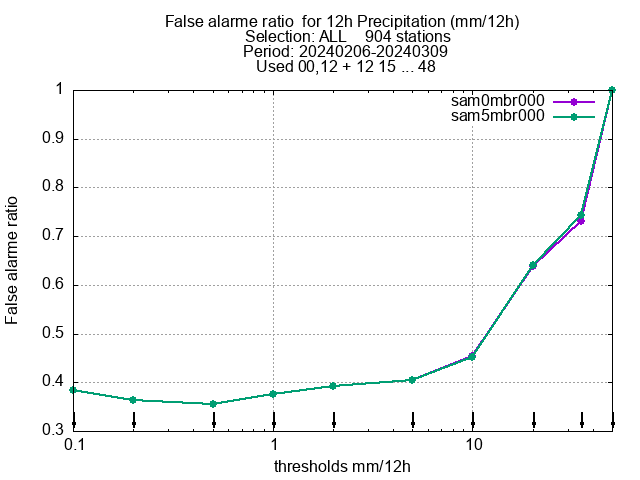 False alarme ratio  for 12h Precipitation (mm/12h)
Selection: ALL    904 stations
Period: 20240206-20240309
Used 00,12 + 12 15 ... 48
sam0mbr000
sam5mbr000
1
0.9
0.8
0.7
0.6
0.5
0.4
0.3
False alarme ratio
0.1
1
10
thresholds mm/12h